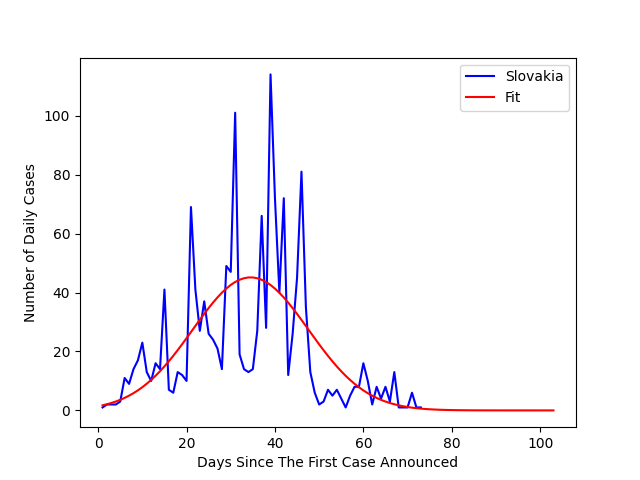 Slovakia
Fit
Number of Daily Cases
100
80
60
40
20
0
0 20 40 60 80 100
Days Since The First Case Announced